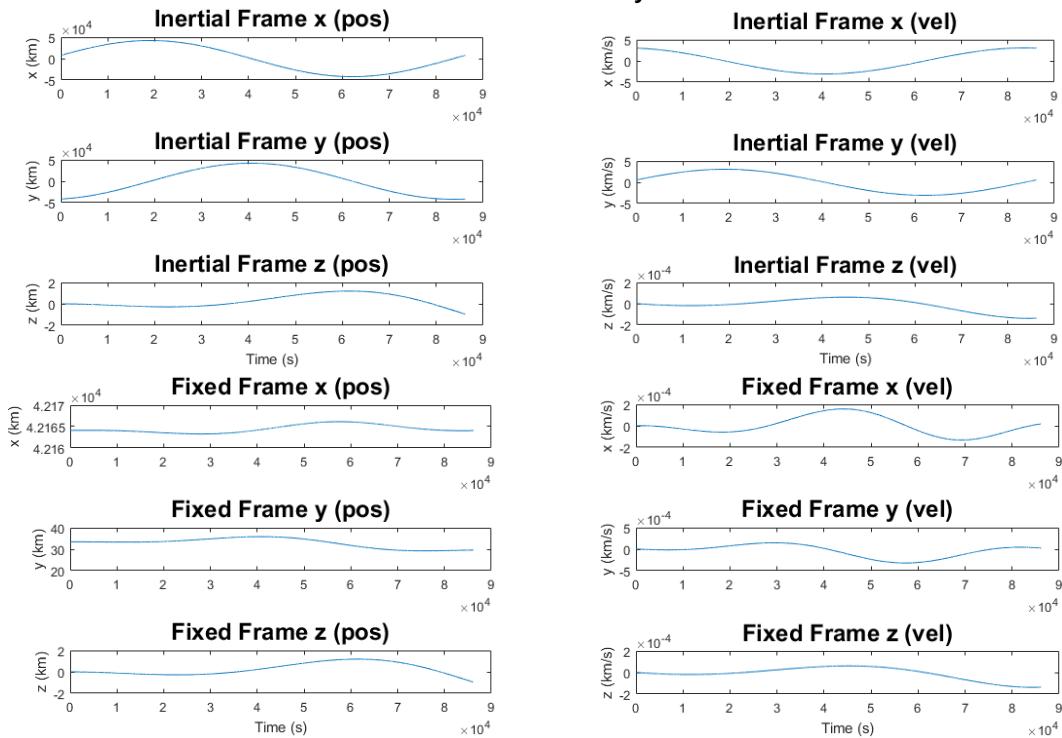 y
Inertial Frame x (pos)
×10^4
x (km)
5
0
-5
0 1 2 3 4 5 6 7 8 9
×10^4
Inertial Frame x (vel)
x (km/s)
5
0
-5
0 1 2 3 4 5 6 7 8 9
×10^4
Inertial Frame y (pos)
×10^4
y (km)
5
0
-5
0 1 2 3 4 5 6 7 8 9
×10^4
Inertial Frame y (vel)
y (km/s)
5
0
-5
0 1 2 3 4 5 6 7 8 9
×10^4
Inertial Frame z (pos)
z (km)
2
0
-2
0 1 2 3 4 5 6 7 8 9
Time (s)
×10^4
Inertial Frame z (vel)
×10^-4
z (km/s)
2
0
-2
0 1 2 3 4 5 6 7 8 9
Time (s)
×10^4
Fixed Frame x (pos)
×10^4
x (km)
4.217
4.2165
4.216
0 1 2 3 4 5 6 7 8 9
×10^4
Fixed Frame x (vel)
×10^-4
x (km/s)
2
0
-2
0 1 2 3 4 5 6 7 8 9
×10^4
Fixed Frame y (pos)
y (km)
40
30
20
0 1 2 3 4 5 6 7 8 9
×10^4
Fixed Frame y (vel)
×10^-4
y (km/s)
5
0
-5
0 1 2 3 4 5 6 7 8 9
×10^4
Fixed Frame z (pos)
z (km)
2
0
-2
0 1 2 3 4 5 6 7 8 9
Time (s)
×10^4
Fixed Frame z (vel)
×10^-4
z (km/s)
2
0
-2
0 1 2 3 4 5 6 7 8 9
Time (s)
×10^4